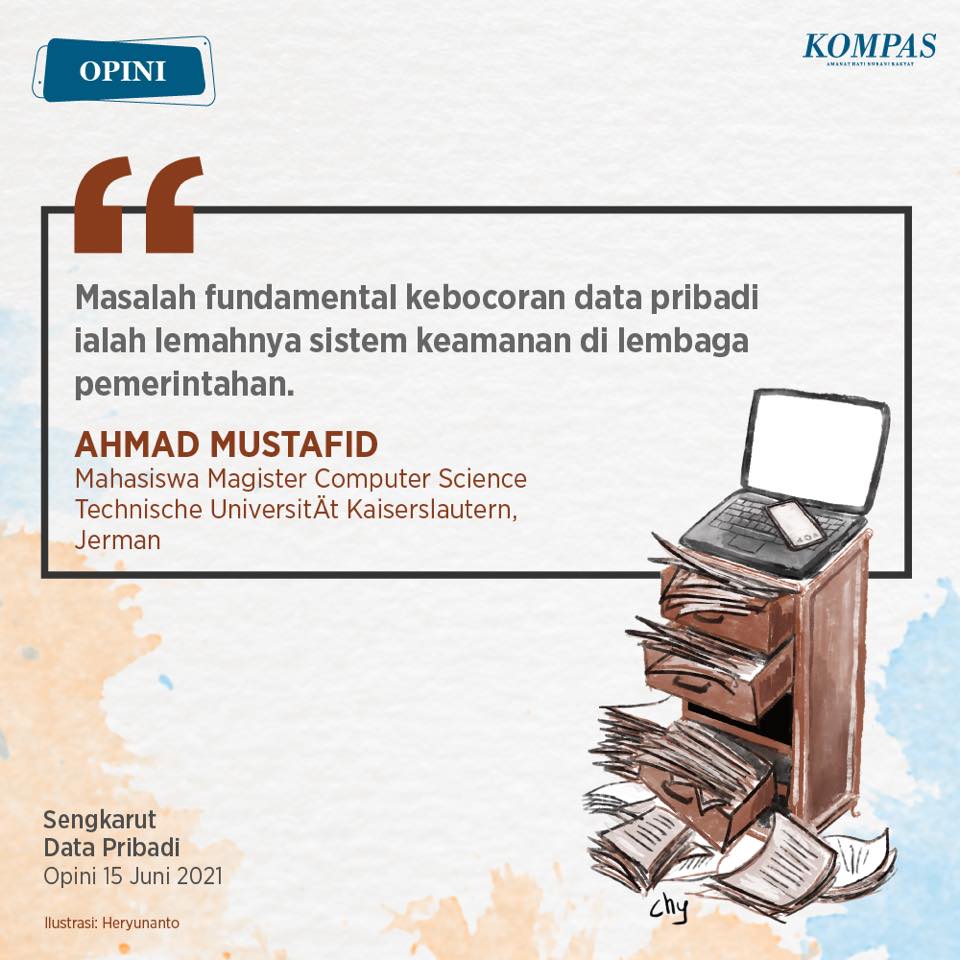 OPINI
KOMPAS
AMANAT HATI NURANI RAKYAT
Masalah fundamental kebocoran data pribadi
ialah lemahnya sistem keamanan di lembaga
pemerintahan.
AHMAD MUSTAFID
Mahasiswa Magister Computer Science
Technische UniversitÄt Kaiserslautern,
Jerman
Sengkarut
Data Pribadi
Opini 15 Juni 2021
Ilustrasi: Heryunanto
chy